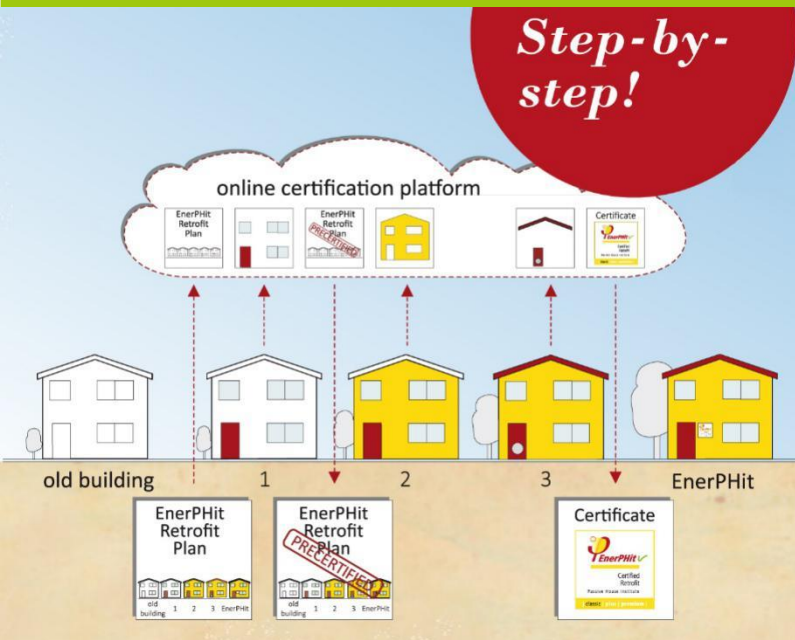 Step-by-
step!
online certification platform
EnerPHit
Retrofit
Plan
EnerPHit
Retrofit
Plan
PRECERTIFIED
Certificate
EnerPHit
old building
1
2
3
EnerPHit
EnerPHit
Retrofit
Plan
old
building
1
2
3
EnerPHit
EnerPHit
Retrofit
Plan
PRECERTIFIED
old
building
1
2
3
EnerPHit
Certificate
EnerPHit
Certified
Retrofit
Passive House Institute
classic | plus | premium